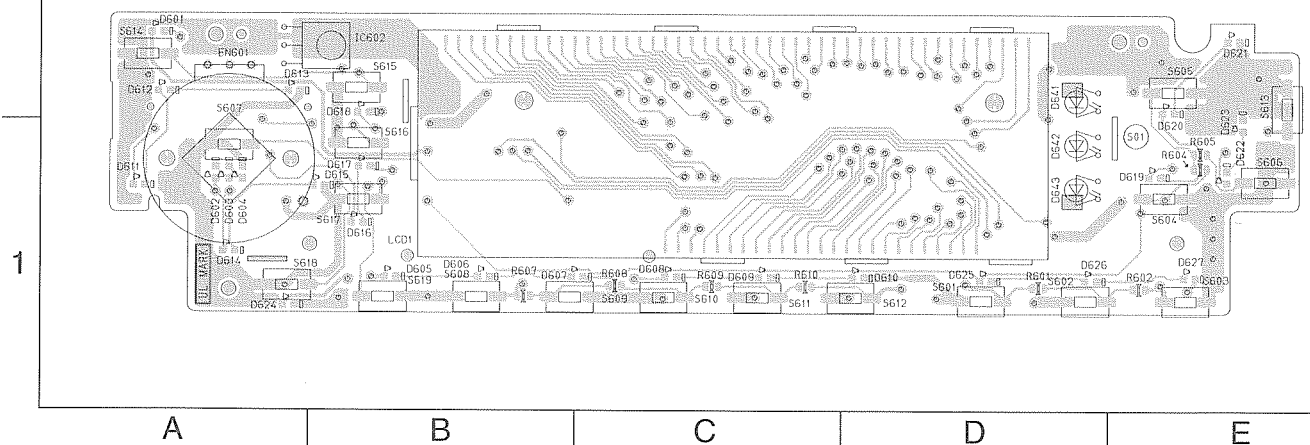 D601
S614
EN601
IC602
D621
D613
S615
S605
D612
D641
S613
S607
D618
D620
D623
S616
S01
D642
R605
D622
D611
D617
R604
S606
D615
D619
D602
D603
D604
D643
S617
D616
S604
LCD1
D614
S618
1
UL MARK
D605
D606
R607
D607
R608
D608
R609
D609
R610
D610
D625
R601
D626
R602
D627
S619
S608
S609
S610
S611
S612
S601
S602
S603
D624
A B C D E